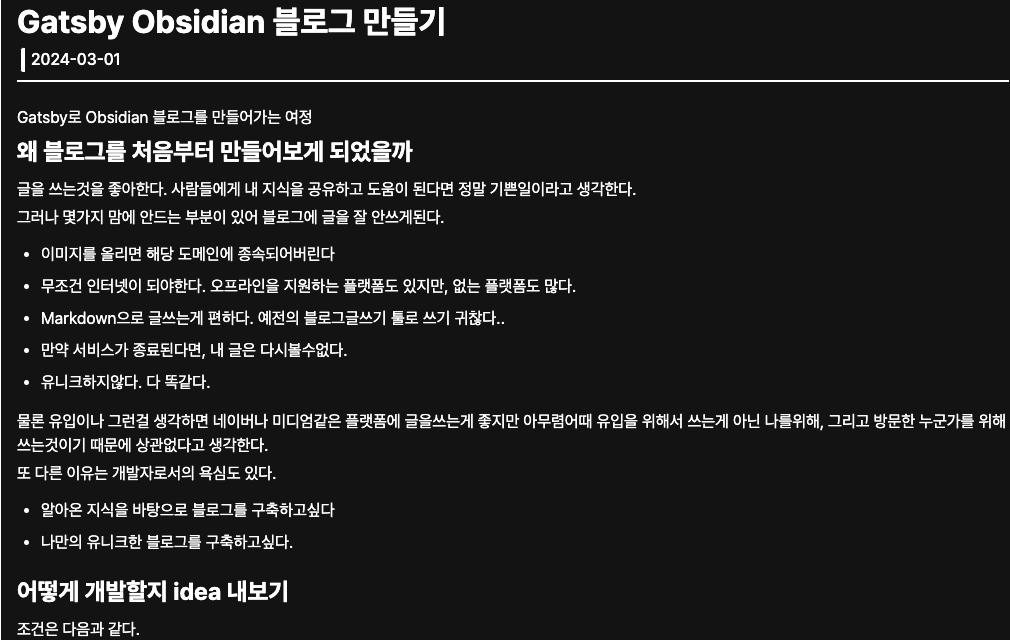 Gatsby Obsidian 블로그 만들기
2024-03-01
Gatsby로 Obsidian 블로그를 만들어가는 여정
왜 블로그를 처음부터 만들어보게 되었을까
글을 쓰는것을 좋아한다. 사람들에게 내 지식을 공유하고 도움이 된다면 정말 기쁜일이라고 생각한다.
그러나 몇가지 맘에 안드는 부분이 있어 블로그에 글을 잘 안쓰게된다.
• 이미지를 올리면 해당 도메인에 종속되어버린다
• 무조건 인터넷이 되야한다. 오프라인을 지원하는 플랫폼도 있지만, 없는 플랫폼도 많다.
• Markdown으로 글쓰는게 편하다. 예전의 블로그글쓰기 툴로 쓰기 귀찮다..
• 만약 서비스가 종료된다면, 내 글은 다시볼수없다.
• 유니크하지않다. 다 똑같다.
물론 유입이나 그런걸 생각하면 네이버나 미디엄같은 플랫폼에 글을쓰는게 좋지만 아무렴어때 유입을 위해서 쓰는게 아닌 나를위해, 그리고 방문한 누군가를 위해
쓰는것이기 때문에 상관없다고 생각한다.
또 다른 이유는 개발자로서의 욕심도 있다.
• 알아온 지식을 바탕으로 블로그를 구축하고싶다
• 나만의 유니크한 블로그를 구축하고싶다.
어떻게 개발할지 idea 내보기
조건은 다음과 같다.